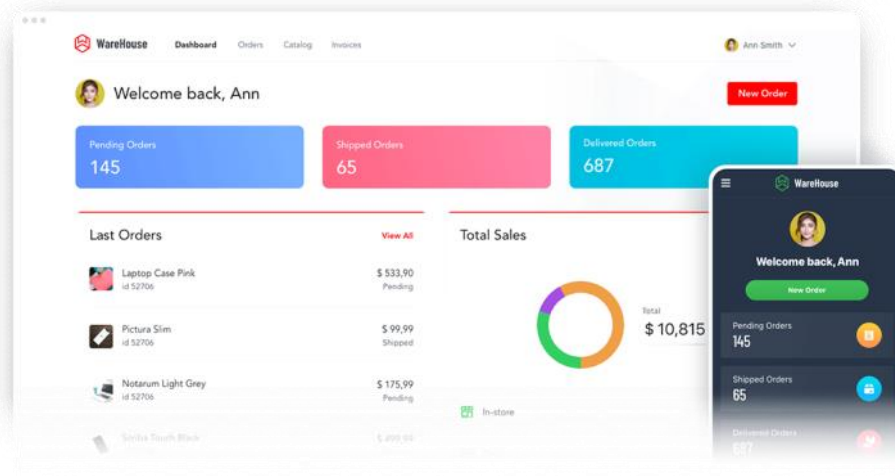 WareHouse Dashboard Orders Catalog Invoices Ann Smith
Welcome back, Ann
New Order
Pending Orders
145
Shipped Orders
65
Delivered Orders
687
Last Orders
View All
Laptop Case Pink
$ 533,90
id 52706
Pending
Pictura Slim
$ 99,99
id 52706
Shipped
Notarum Light Grey
$ 175,99
id 52706
Pending
Total Sales
Total
$ 10,815
In-store
WareHouse
Welcome back, Ann
New Order
Pending Orders
145
Shipped Orders
65
Delivered Orders
687